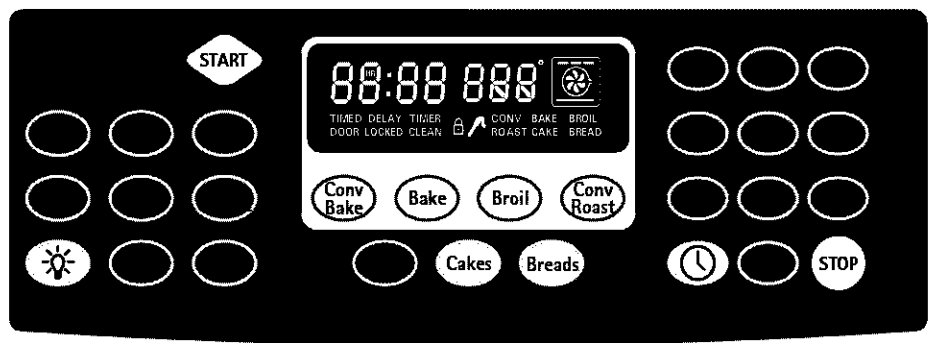 START
88:88 888°
HR
TIMED DELAY TIMER CONV BAKE BROIL
DOOR LOCKED CLEAN ROAST CAKE BREAD
Conv
Bake
Bake
Broil
Conv
Roast
Cakes
Breads
STOP